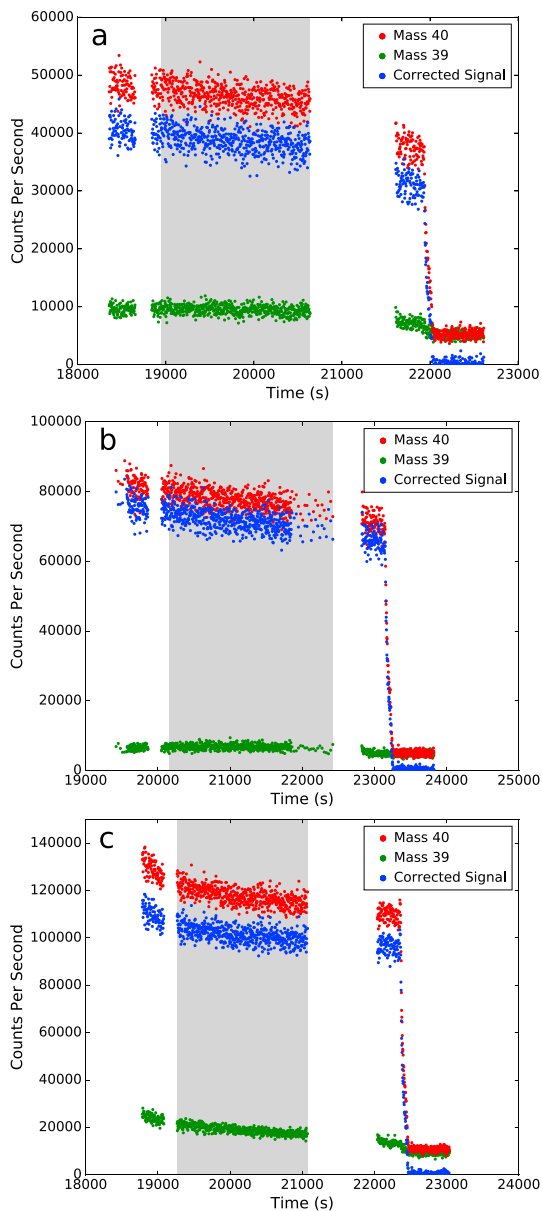 a
60000
50000
40000
30000
20000
10000
0
Counts Per Second
Mass 40
Mass 39
Corrected Signal
18000 19000 20000 21000 22000 23000
Time (s)
b
100000
80000
60000
40000
20000
0
Counts Per Second
Mass 40
Mass 39
Corrected Signal
19000 20000 21000 22000 23000 24000 25000
Time (s)
c
140000
120000
100000
80000
60000
40000
20000
0
Counts Per Second
Mass 40
Mass 39
Corrected Signal
18000 19000 20000 21000 22000 23000 24000
Time (s)